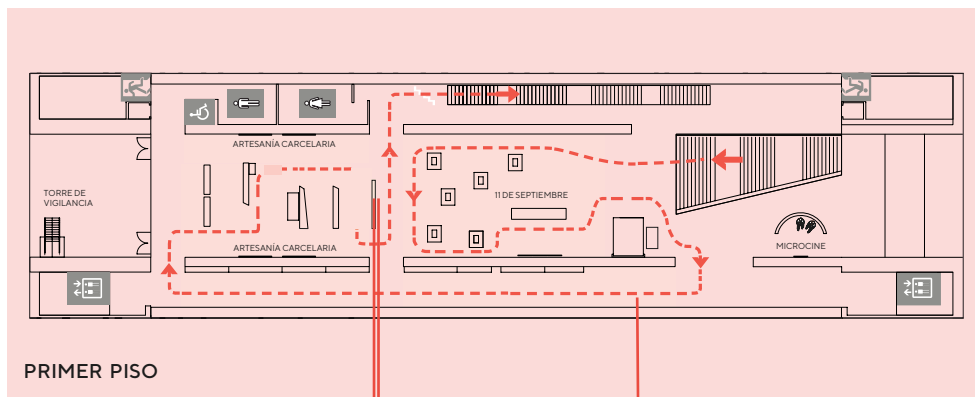 ARTESANÍA CARCELARIA
TORRE DE
VIGILANCIA
11 DE SEPTIEMBRE
ARTESANÍA CARCELARIA
MICROCINE
PRIMER PISO